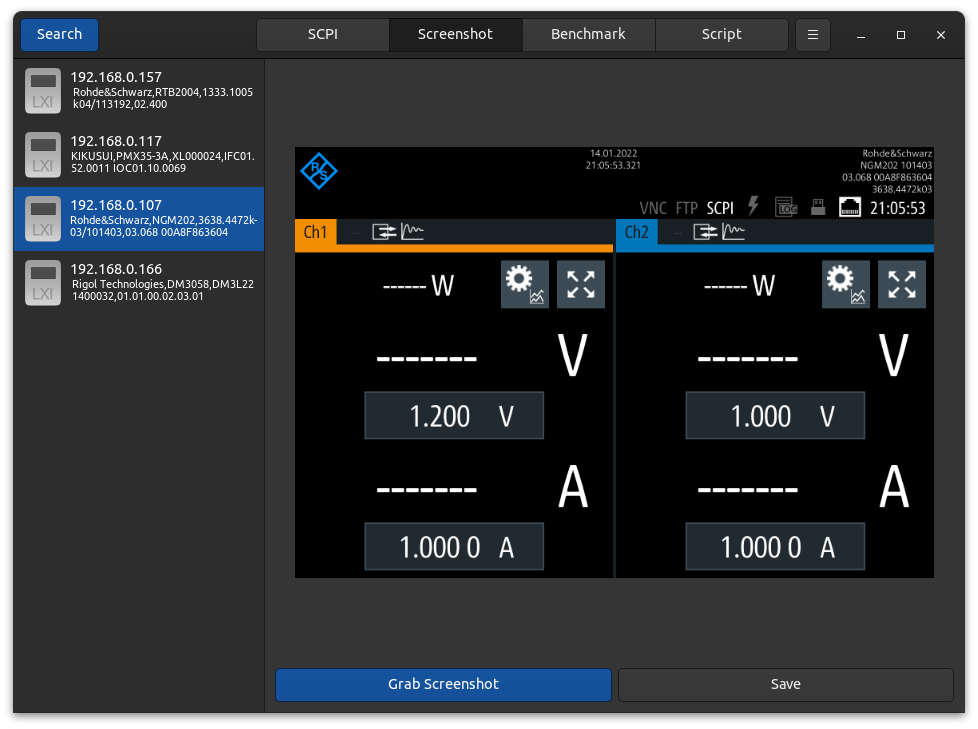 Search
SCPI
Screenshot
Benchmark
Script
192.168.0.157
Rohde&Schwarz,RTB2004,1333.1005
k04/113192,02.400
LXI
192.168.0.117
KIKUSUI,PMX35-3A,XL000024,IFC01.
52.0011 IOC01.10.0069
LXI
192.168.0.107
Rohde&Schwarz,NGM202,3638.4472k-
03/101403,03.068 00A8F863604
LXI
192.168.0.166
Rigol Technologies,DM3058,DM3L22
1400032,01.01.00.02.03.01
LXI
R&S
14.01.2022
21:05:53.321
Rohde&Schwarz
NGM202 101403
03.068 00A8F863604
3638.4472k03
VNC FTP SCPI LOG 21:05:53
Ch1
------ W
------- V
1.200 V
------- A
1.000 0 A
Ch2
------ W
------- V
1.000 V
------- A
1.000 0 A
Grab Screenshot
Save